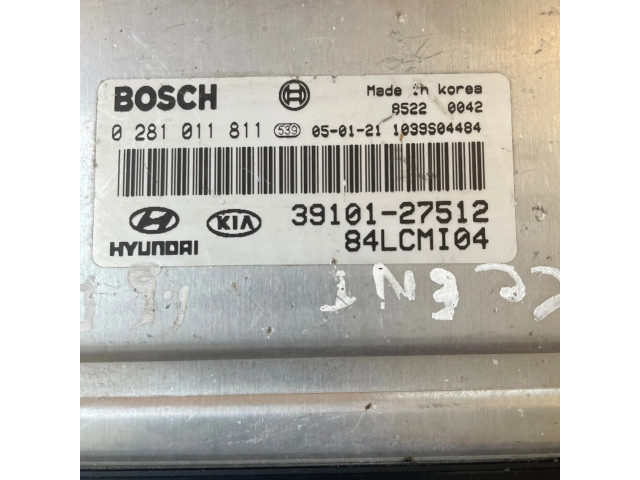 BOSCH
Made in korea
8522 0042
0 281 011 811 539 05-01-21 1039S04484
39101-27512
HYUNDAI KIA
84LCMI04
CCENT